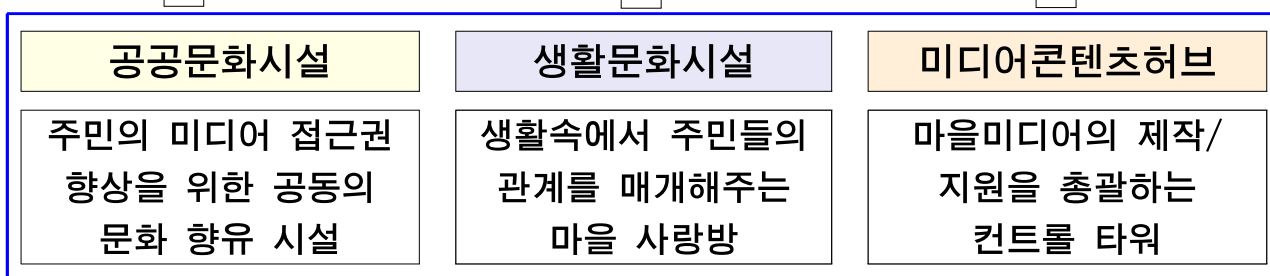 공공문화시설
생활문화시설
미디어콘텐츠허브
주민의 미디어 접근권
향상을 위한 공동의
문화 향유 시설
생활속에서 주민들의
관계를 매개해주는
마을 사랑방
마을미디어의 제작/
지원을 총괄하는
컨트롤 타워